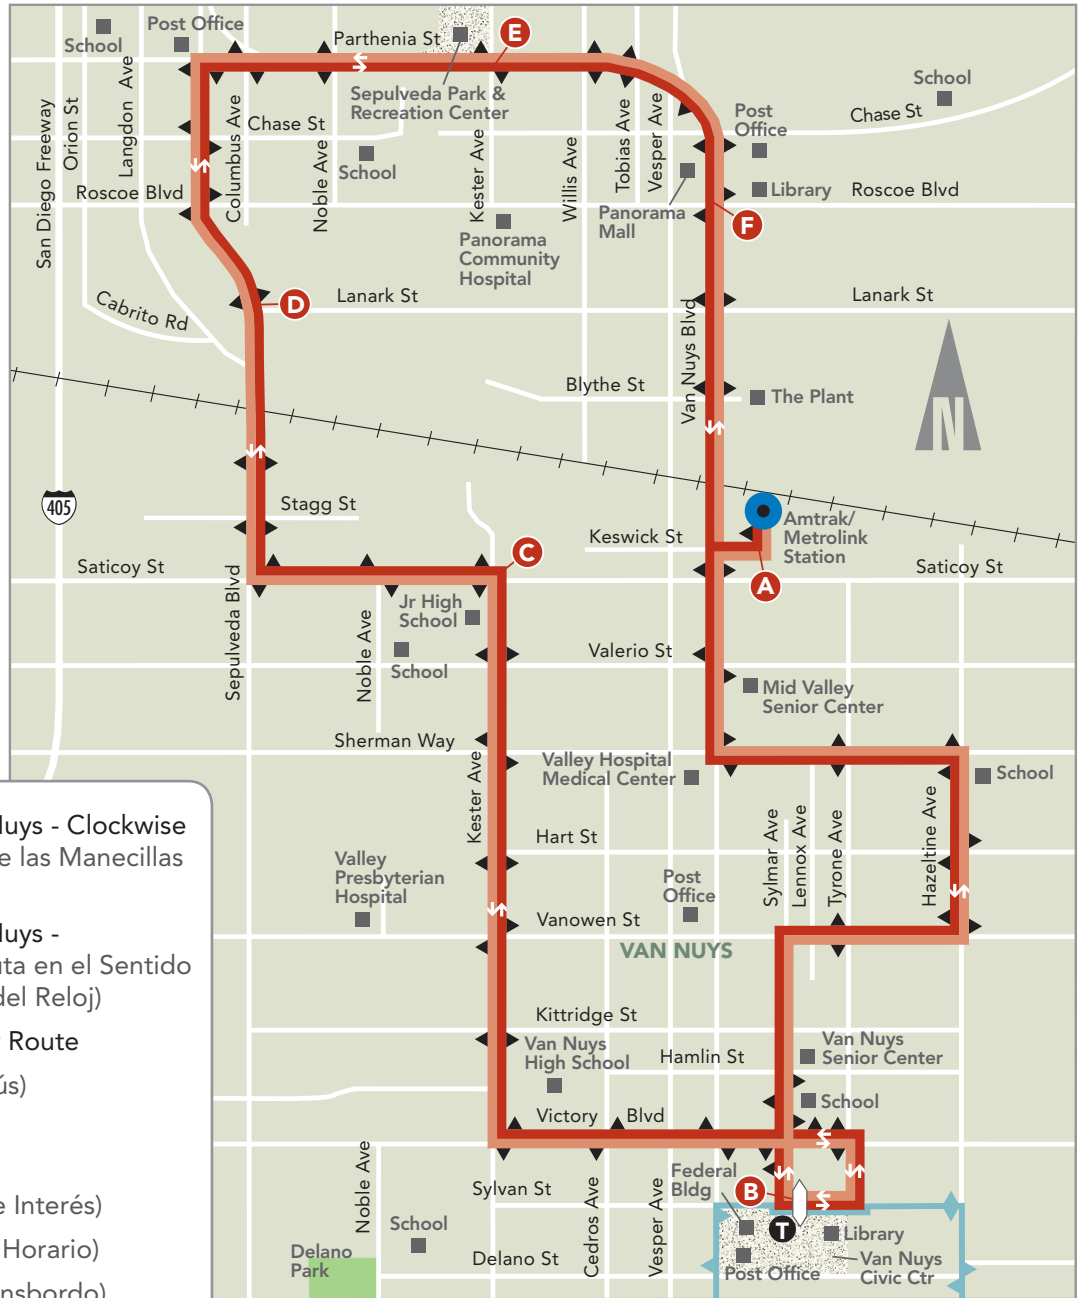 School
Post Office
Parthenia St
E
Sepulveda Park &
Recreation Center
San Diego Freeway
Orion St
Langdon Ave
Columbus Ave
Noble Ave
Kester Ave
Willis Ave
Tobias Ave
Vesper Ave
Chase St
School
Post
Office
School
Chase St
Library
Roscoe Blvd
Roscoe Blvd
Panorama
Mall
F
Panorama
Community
Hospital
D
Lanark St
Lanark St
Cabrito Rd
Van Nuys Blvd
Blythe St
The Plant
N
405
Stagg St
Keswick St
Amtrak/
Metrolink
Station
A
C
Saticoy St
Saticoy St
Sepulveda Blvd
Noble Ave
Jr High
School
School
Valerio St
Mid Valley
Senior Center
Sherman Way
Valley Hospital
Medical Center
School
Kester Ave
Hart St
Sylmar Ave
Lennox Ave
Tyrone Ave
Hazeltine Ave
Valley
Presbyterian
Hospital
Post
Office
Vanowen St
VAN NUYS
Kittridge St
Van Nuys
High School
Hamlin St
Van Nuys
Senior Center
School
Victory Blvd
Noble Ave
Sylvan St
Cedros Ave
Vesper Ave
Federal
Bldg
B
T
School
Delano
Park
Delano St
Library
Post Office
Van Nuys
Civic Ctr
uys - Clockwise
e las Manecillas
uys -
ta en el Sentido
del Reloj)
Route
ús)
e Interés)
Horario)
nsbordo)